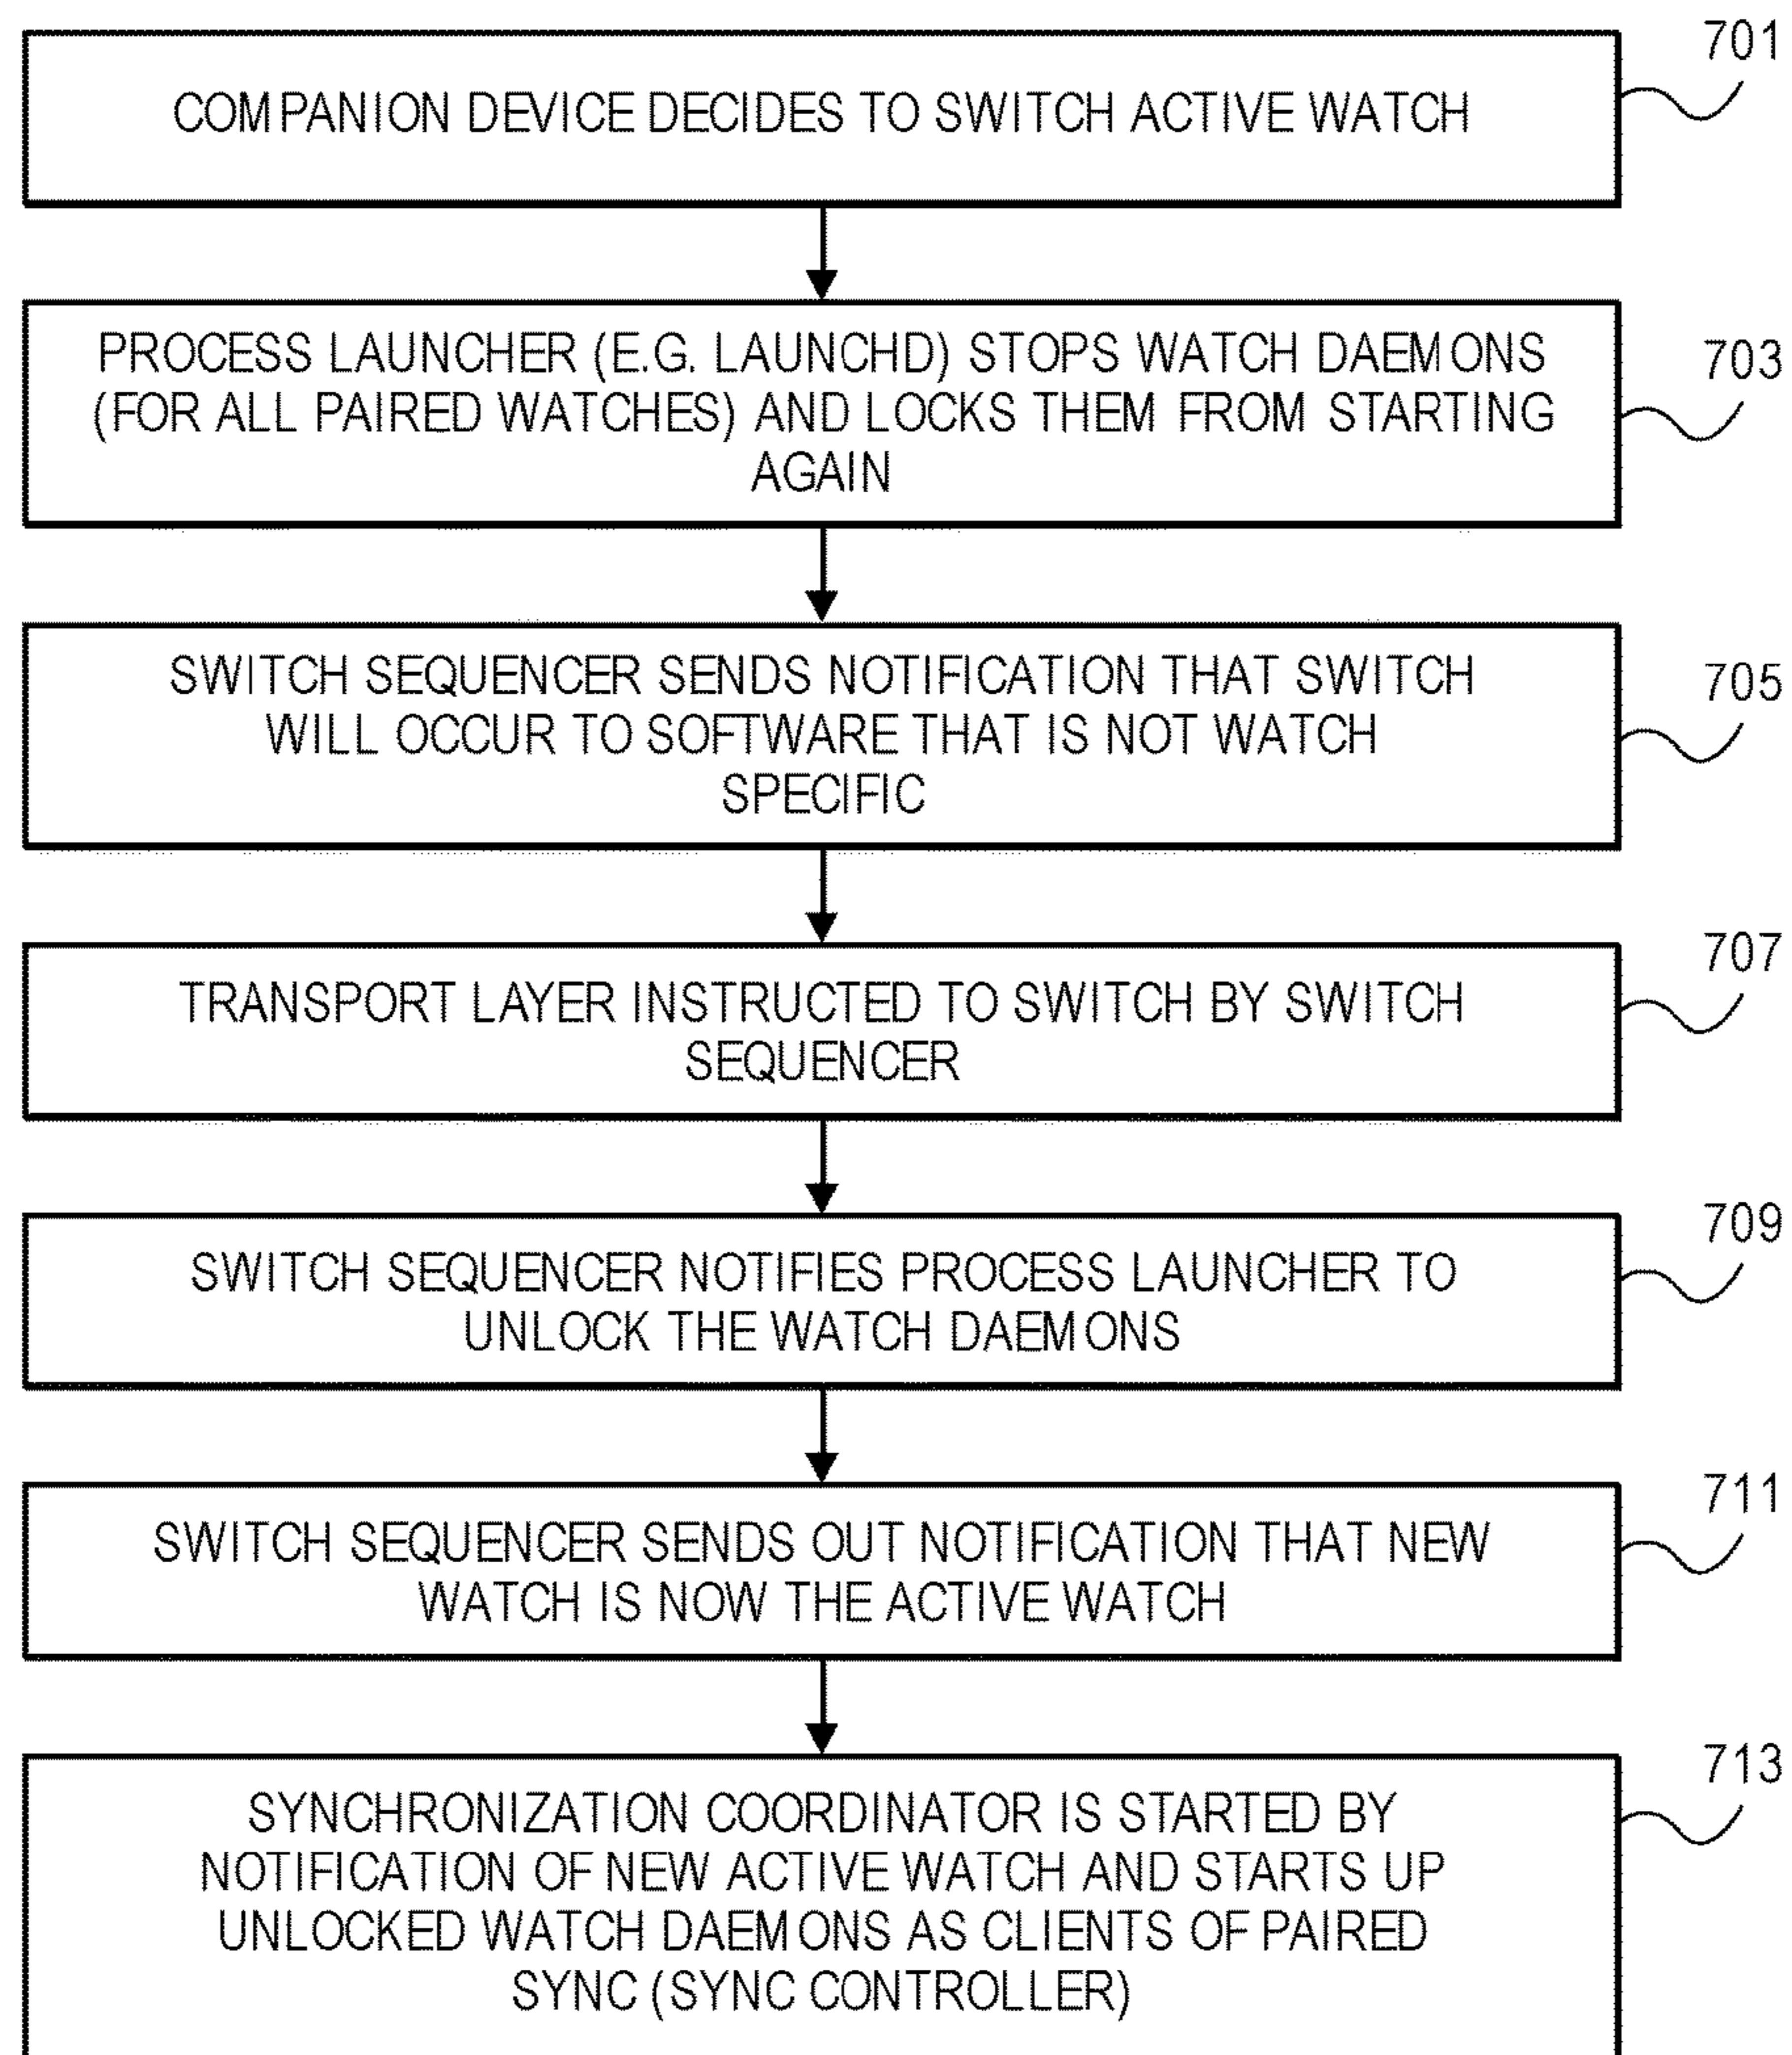 701
COMPANION DEVICE DECIDES TO SWITCH ACTIVE WATCH
703
PROCESS LAUNCHER (E.G. LAUNCHD) STOPS WATCH DAEMONS
(FOR ALL PAIRED WATCHES) AND LOCKS THEM FROM STARTING
AGAIN
705
SWITCH SEQUENCER SENDS NOTIFICATION THAT SWITCH
WILL OCCUR TO SOFTWARE THAT IS NOT WATCH
SPECIFIC
707
TRANSPORT LAYER INSTRUCTED TO SWITCH BY SWITCH
SEQUENCER
709
SWITCH SEQUENCER NOTIFIES PROCESS LAUNCHER TO
UNLOCK THE WATCH DAEMONS
711
SWITCH SEQUENCER SENDS OUT NOTIFICATION THAT NEW
WATCH IS NOW THE ACTIVE WATCH
713
SYNCHRONIZATION COORDINATOR IS STARTED BY
NOTIFICATION OF NEW ACTIVE WATCH AND STARTS UP
UNLOCKED WATCH DAEMONS AS CLIENTS OF PAIRED
SYNC (SYNC CONTROLLER)